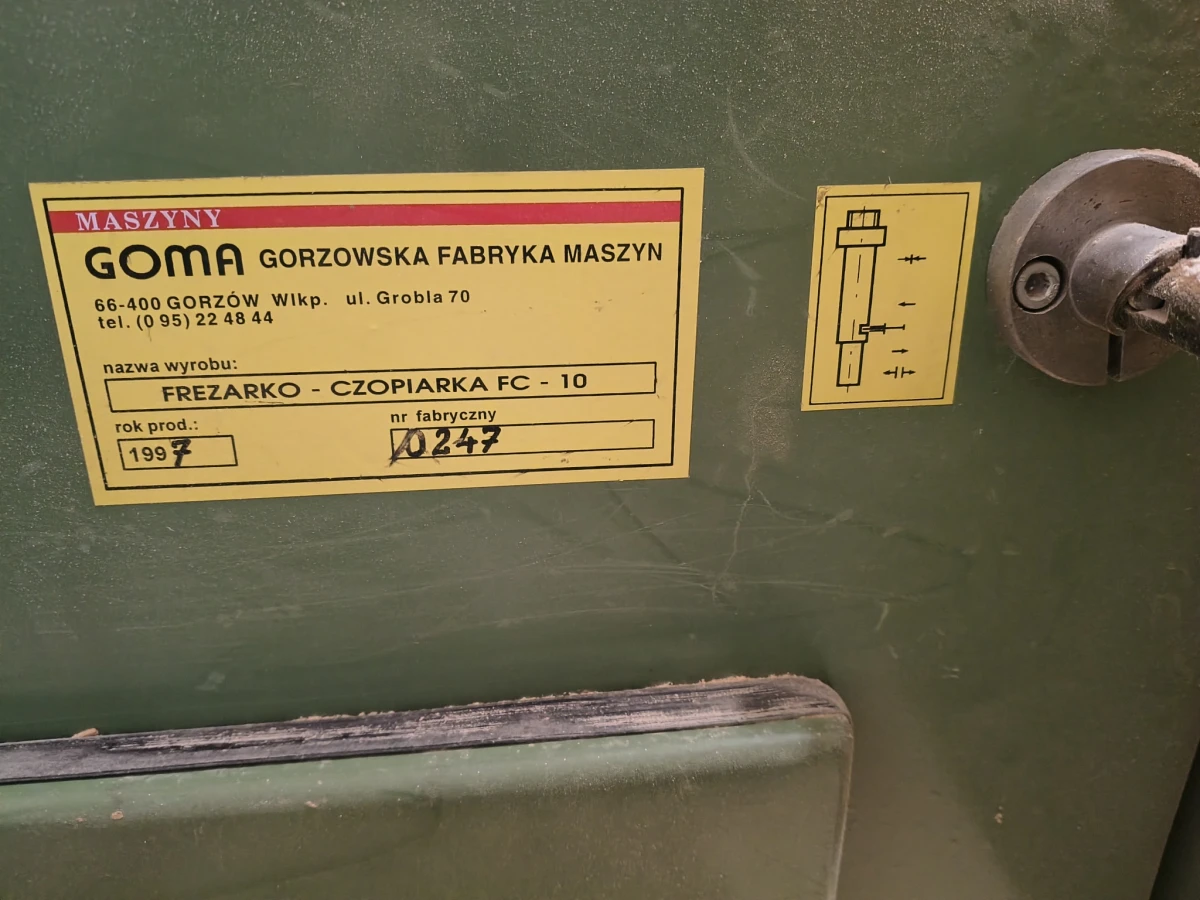 MASZYNY
GOMA GORZOWSKA FABRYKA MASZYN
66-400 GORZÓW Wlkp. ul. Grobla 70
tel. (0 95) 22 48 44
nazwa wyrobu:
FREZARKO - CZOPIARKA FC - 10
rok prod.: nr fabryczny
1997 0247